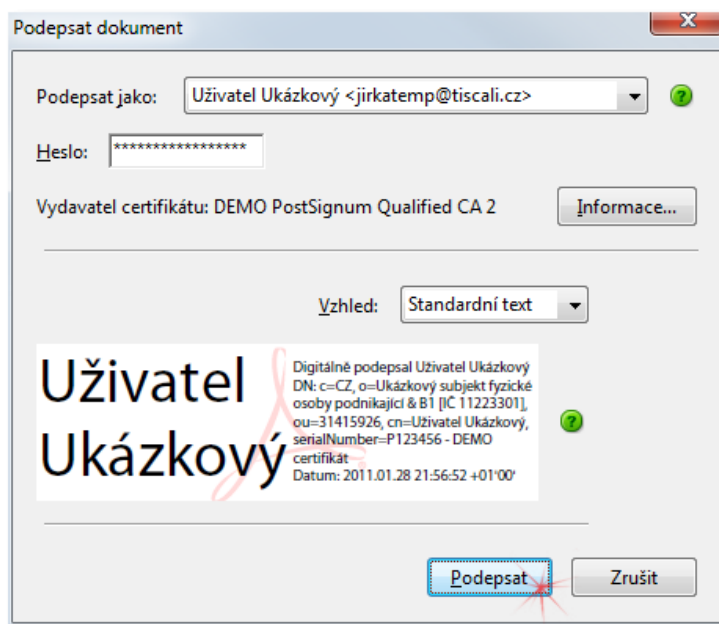 Podepsat dokument
Podepsat jako: Uživatel Ukázkový <jirkatemp@tiscali.cz>
Heslo: *****************
Vydavatel certifikátu: DEMO PostSignum Qualified CA 2 Informace...
Vzhled: Standardní text
Uživatel
Ukázkový
Digitálně podepsal Uživatel Ukázkový
DN: c=CZ, o=Ukázkový subjekt fyzické
osoby podnikající & B1 [IČ 11223301],
ou=31415926, cn=Uživatel Ukázkový,
serialNumber=P123456 - DEMO
certifikát
Datum: 2011.01.28 21:56:52 +01'00'
Podepsat Zrušit